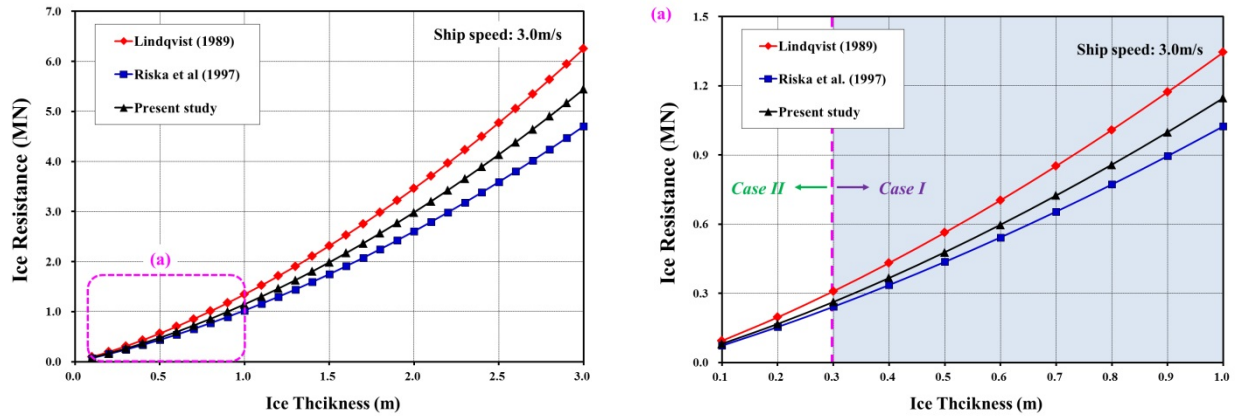 7.0
6.0
5.0
4.0
3.0
2.0
1.0
0.0
Ice Resistance (MN)
Lindqvist (1989)
Riska et al (1997)
Present study
Ship speed: 3.0m/s
(a)
0.0 0.5 1.0 1.5 2.0 2.5 3.0
Ice Thcikness (m)
(a)
1.5
1.2
0.9
0.6
0.3
0.0
Ice Resistance (MN)
Lindqvist (1989)
Riska et al. (1997)
Present study
Ship speed: 3.0m/s
Case II Case I
0.1 0.2 0.3 0.4 0.5 0.6 0.7 0.8 0.9 1.0
Ice Thcikness (m)